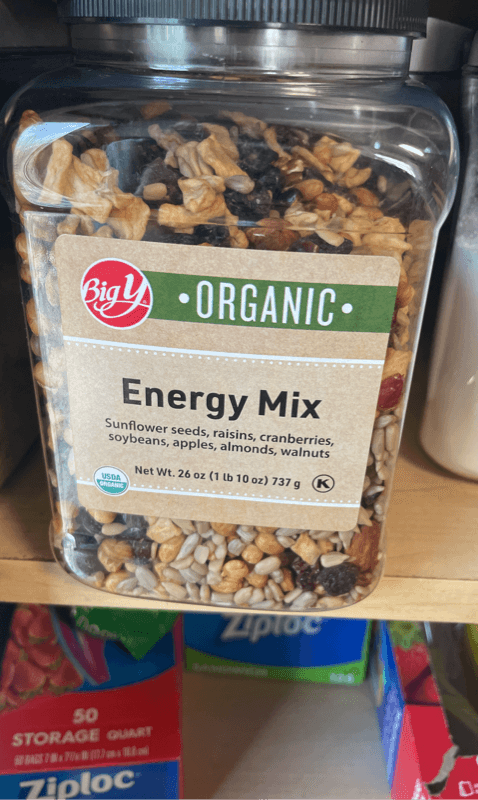 Big Y
•ORGANIC•
Energy Mix
Sunflower seeds, raisins, cranberries,
soybeans, apples, almonds, walnuts
USDA
ORGANIC
Net Wt. 26 oz (1 lb 10 oz) 737 g
K
Ziploc
50
STORAGE QUART
Ziploc